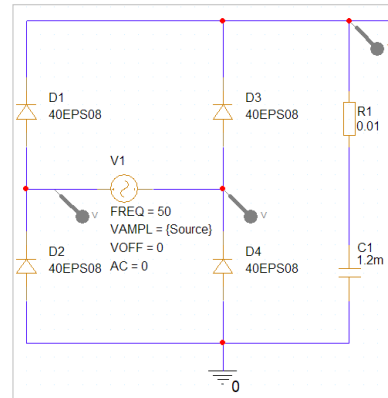 D1
40EPS08
D3
40EPS08
R1
0.01
V1
V
V
V
FREQ = 50
VAMPL = {Source}
VOFF = 0
AC = 0
D2
40EPS08
D4
40EPS08
C1
1.2m
0